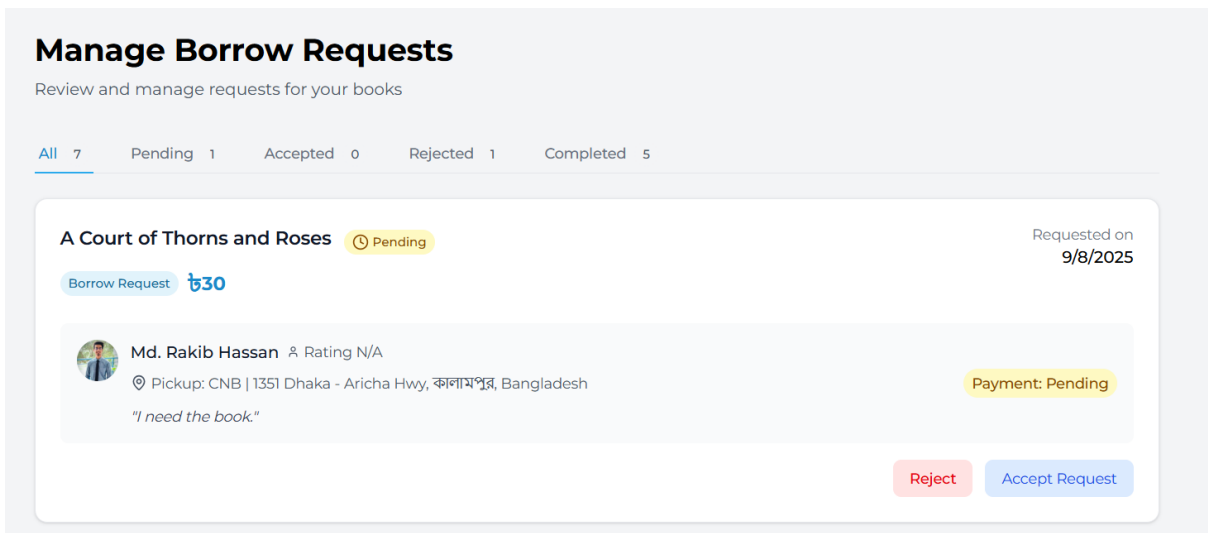 Manage Borrow Requests
Review and manage requests for your books
All 7 Pending 1 Accepted 0 Rejected 1 Completed 5
A Court of Thorns and Roses Pending
Requested on
9/8/2025
Borrow Request ৳30
Md. Rakib Hassan Rating N/A
Pickup: CNB | 1351 Dhaka - Aricha Hwy, কালামপুর, Bangladesh
"I need the book."
Payment: Pending
Reject Accept Request